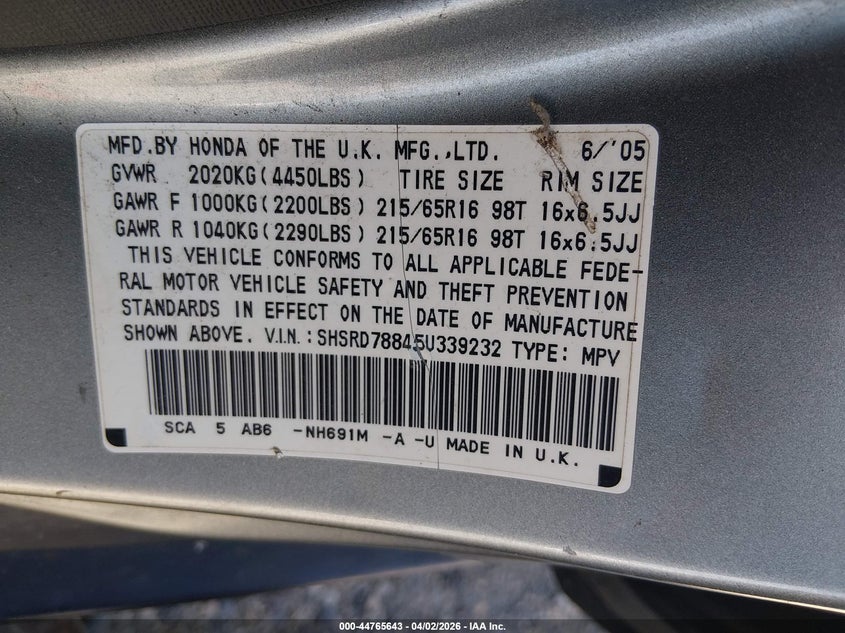 MFD.BY HONDA OF THE U.K. MFG.,LTD. 6/'05
GVWR 2020KG(4450LBS) TIRE SIZE RIM SIZE
GAWR F 1000KG(2200LBS) 215/65R16 98T 16x6.5JJ
GAWR R 1040KG(2290LBS) 215/65R16 98T 16x6.5JJ
THIS VEHICLE CONFORMS TO ALL APPLICABLE FEDE-
RAL MOTOR VEHICLE SAFETY AND THEFT PREVENTION
STANDARDS IN EFFECT ON THE DATE OF MANUFACTURE
SHOWN ABOVE. V.I.N.: SHSRD78845U339232 TYPE: MPV
SCA 5 AB6 -NH691M -A -U MADE IN U.K.
000-44765643 | 04/02/2026 - IAA Inc.